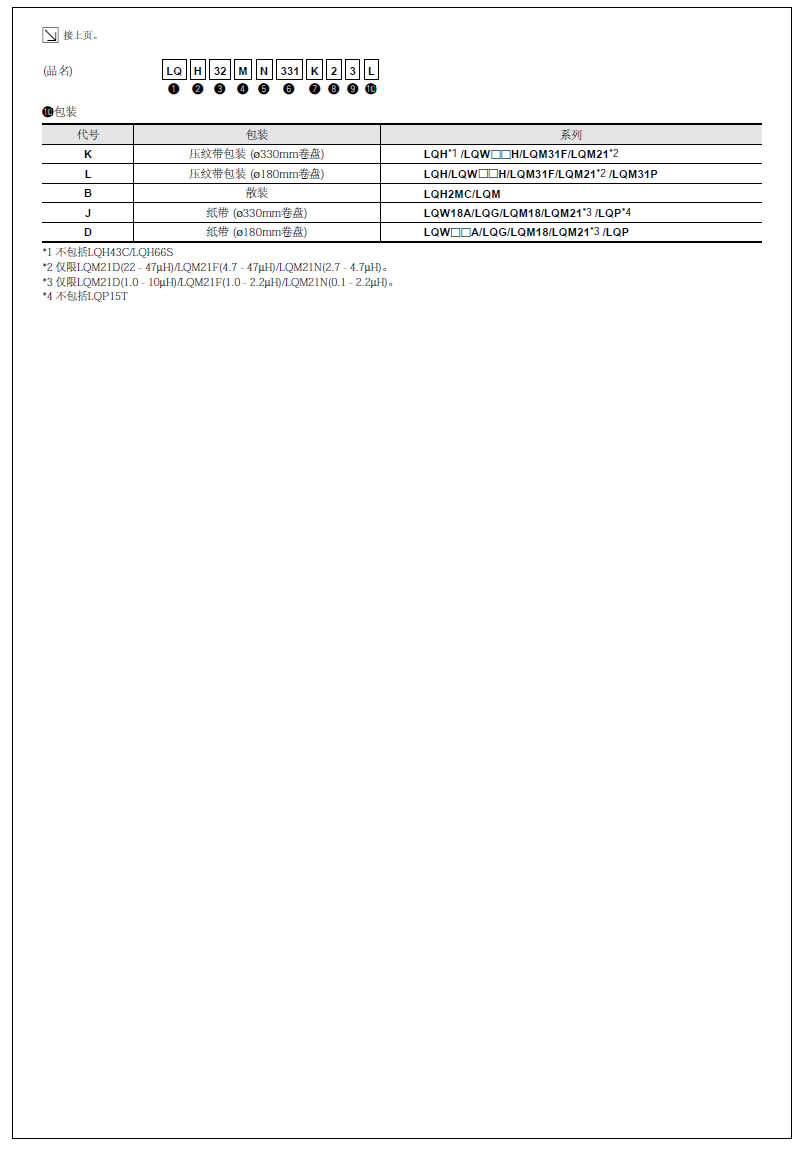 接上页。
(品名) LQ H 32 M N 331 K 2 3 L
❶ ❷ ❸ ❹ ❺ ❻ ❼ ❽ ❾ ❿
❿包装
代号 包装 系列
K 压纹带包装 (ø330mm卷盘) LQH*1 /LQW□□H/LQM31F/LQM21*2
L 压纹带包装 (ø180mm卷盘) LQH/LQW□□H/LQM31F/LQM21*2 /LQM31P
B 散装 LQH2MC/LQM
J 纸带 (ø330mm卷盘) LQW18A/LQG/LQM18/LQM21*3 /LQP*4
D 纸带 (ø180mm卷盘) LQW□□A/LQG/LQM18/LQM21*3 /LQP
*1 不包括LQH43C/LQH66S
*2 仅限LQM21D(22 - 47µH)/LQM21F(4.7 - 47µH)/LQM21N(2.7 - 4.7µH)。
*3 仅限LQM21D(1.0 - 10µH)/LQM21F(1.0 - 2.2µH)/LQM21N(0.1 - 2.2µH)。
*4 不包括LQP15T